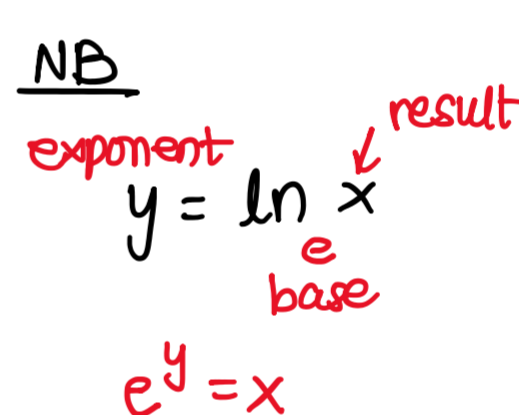 NB
result
exponent
y = ln x
e
base
e^y = x